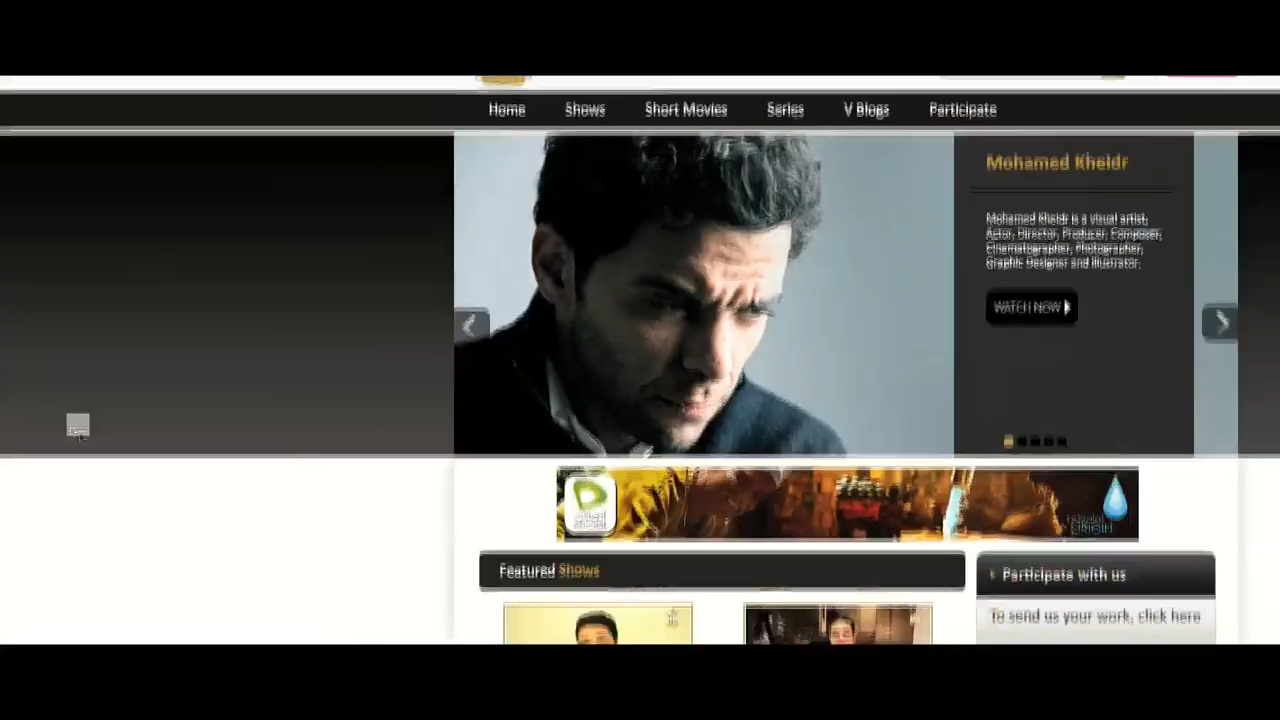 Home Shows Short Movies Series V Blogs Participate
Mohamed Kheidr
Mohamed Kheidr is a visual artist,
Actor, Director, Producer, Composer,
Cinematographer, Photographer,
Graphic Designer and Illustrator.
WATCH NOW
Featured Shows
Participate with us
To send us your work, click here